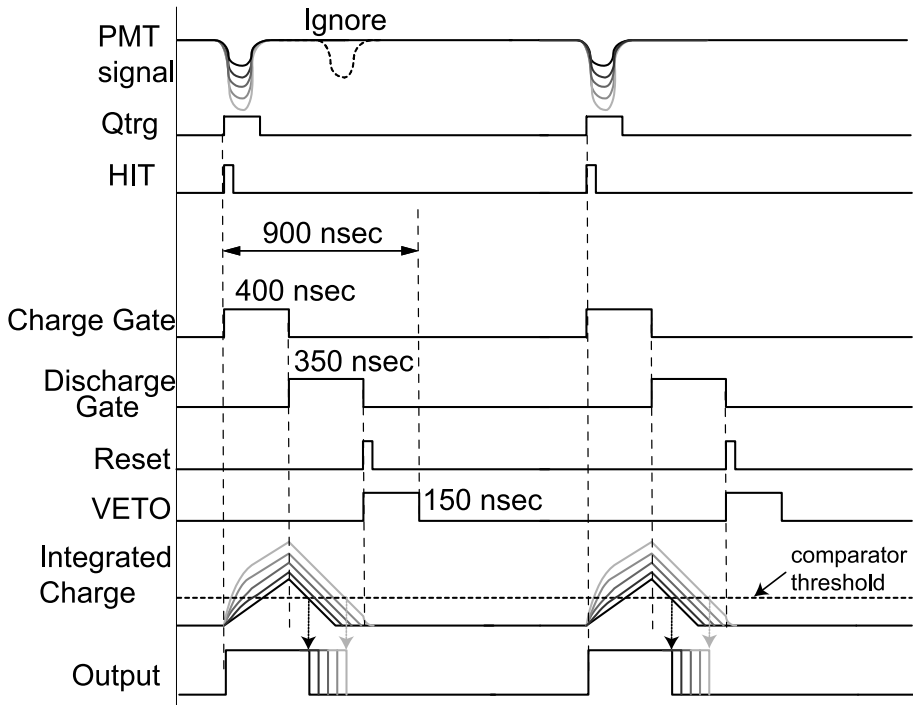 PMT
signal
Ignore
Qtrg
HIT
900 nsec
400 nsec
Charge Gate
350 nsec
Discharge
Gate
Reset
VETO
150 nsec
Integrated
Charge
comparator
threshold
Output